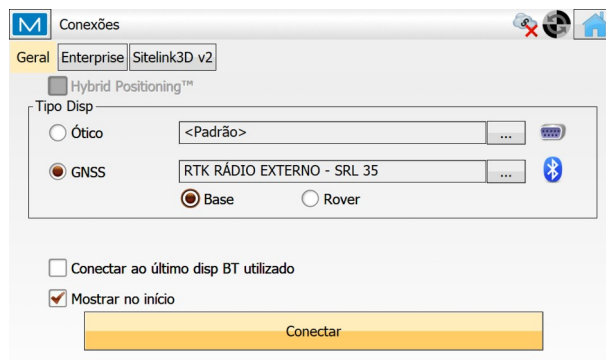 Conexões
Geral Enterprise Sitelink3D v2
Hybrid Positioning™
Tipo Disp
Ótico <Padrão> ...
GNSS RTK RÁDIO EXTERNO - SRL 35 ...
Base Rover
Conectar ao último disp BT utilizado
Mostrar no início
Conectar